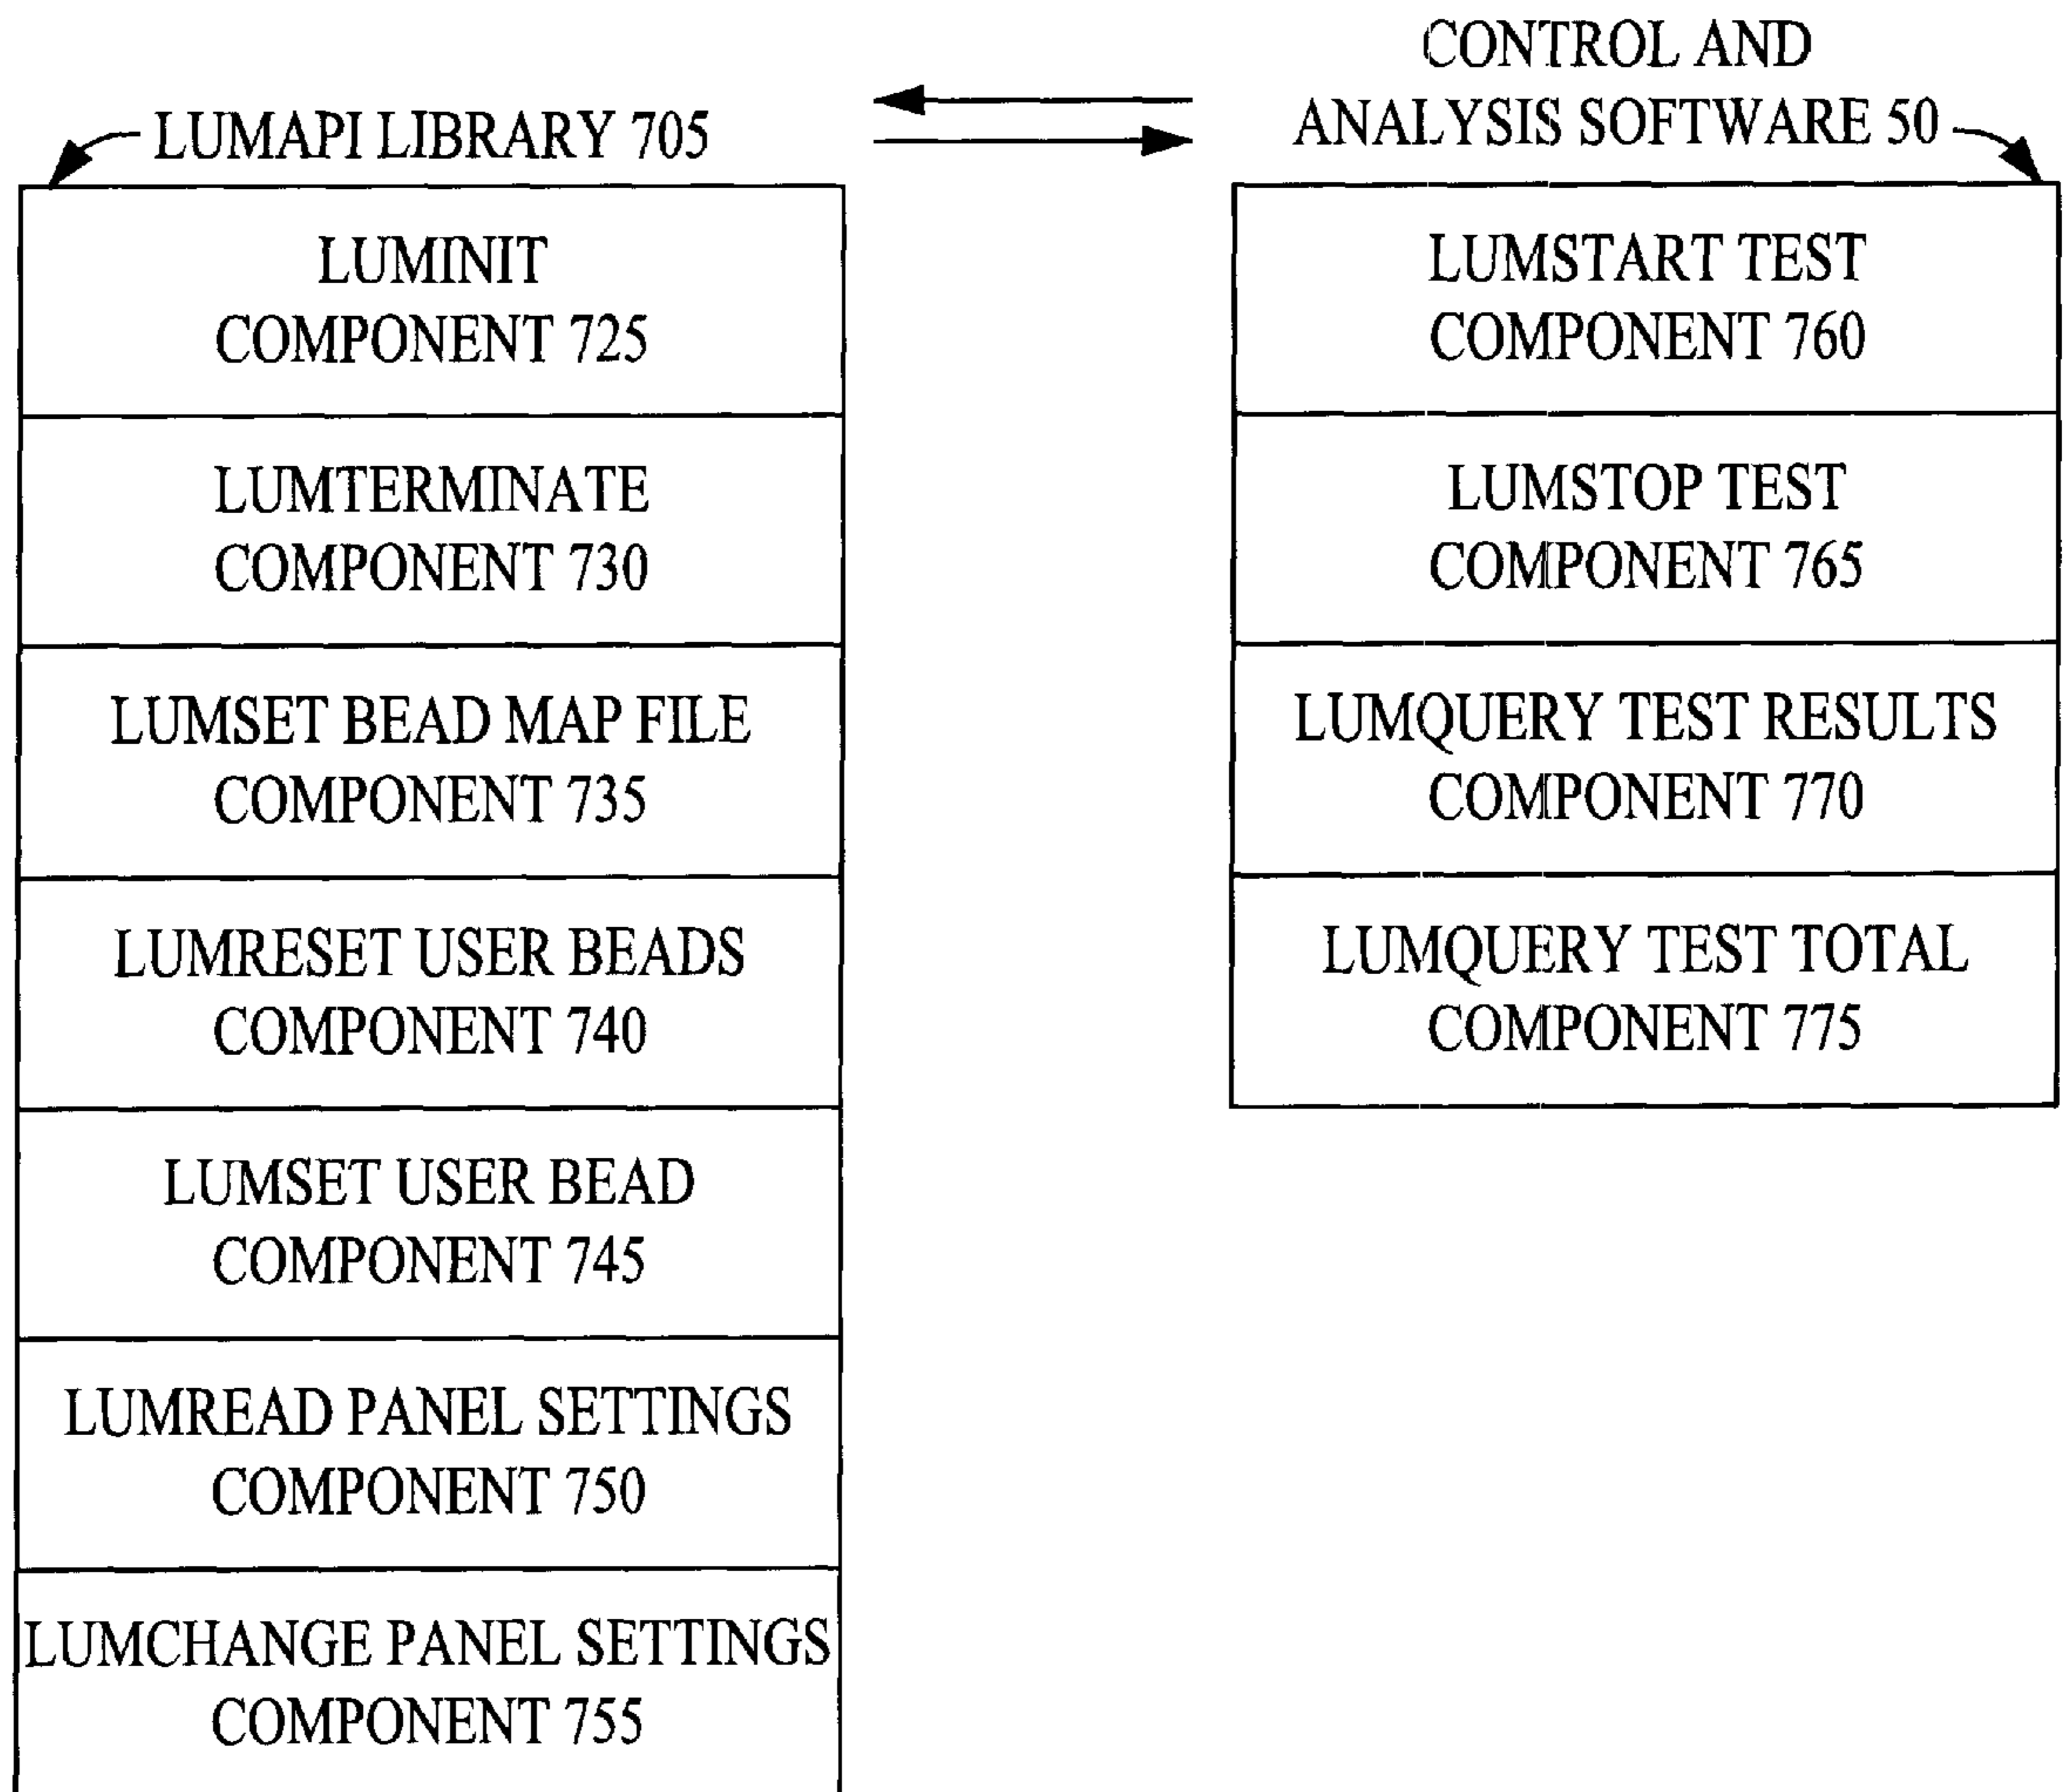 LUMAPI LIBRARY 705
LUMINIT
COMPONENT 725
LUMTERMINATE
COMPONENT 730
LUMSET BEAD MAP FILE
COMPONENT 735
LUMRESET USER BEADS
COMPONENT 740
LUMSET USER BEAD
COMPONENT 745
LUMREAD PANEL SETTINGS
COMPONENT 750
LUMCHANGE PANEL SETTINGS
COMPONENT 755
CONTROL AND
ANALYSIS SOFTWARE 50
LUMSTART TEST
COMPONENT 760
LUMSTOP TEST
COMPONENT 765
LUMQUERY TEST RESULTS
COMPONENT 770
LUMQUERY TEST TOTAL
COMPONENT 775